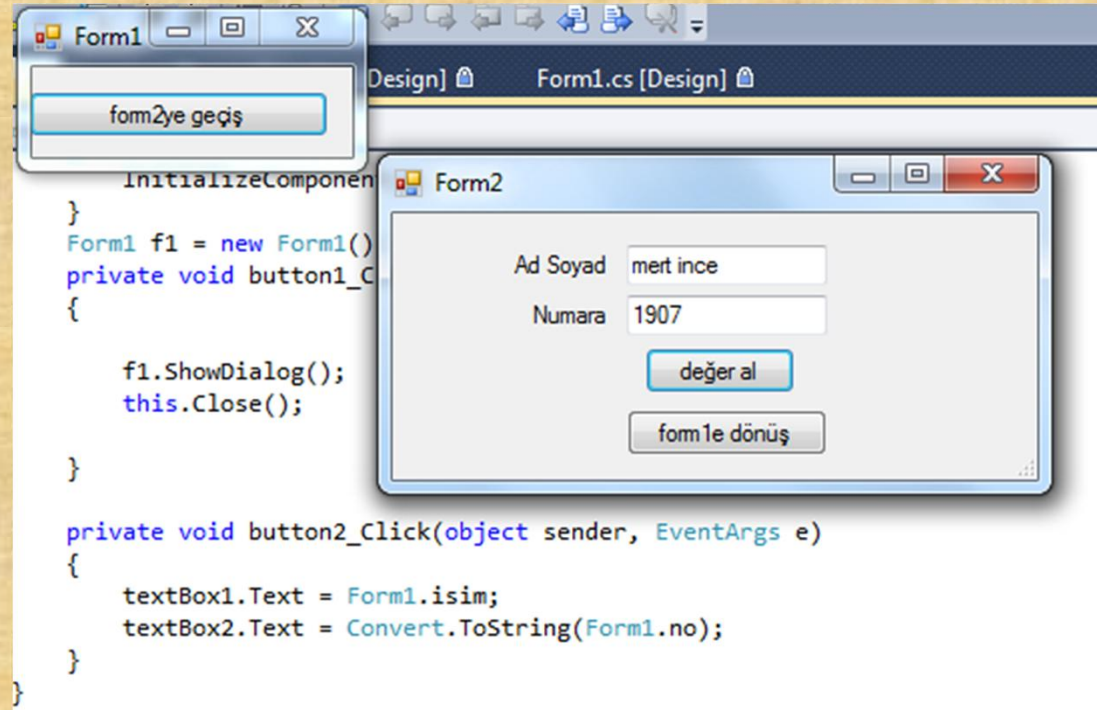 Form1
form2ye geçiş
Design]
Form1.cs [Design]
InitializeComponen
}
Form1 f1 = new Form1()
private void button1_C
{
f1.ShowDialog();
this.Close();
}
Form2
Ad Soyad mert ince
Numara 1907
değer al
form1e dönüş
private void button2_Click(object sender, EventArgs e)
{
textBox1.Text = Form1.isim;
textBox2.Text = Convert.ToString(Form1.no);
}
}